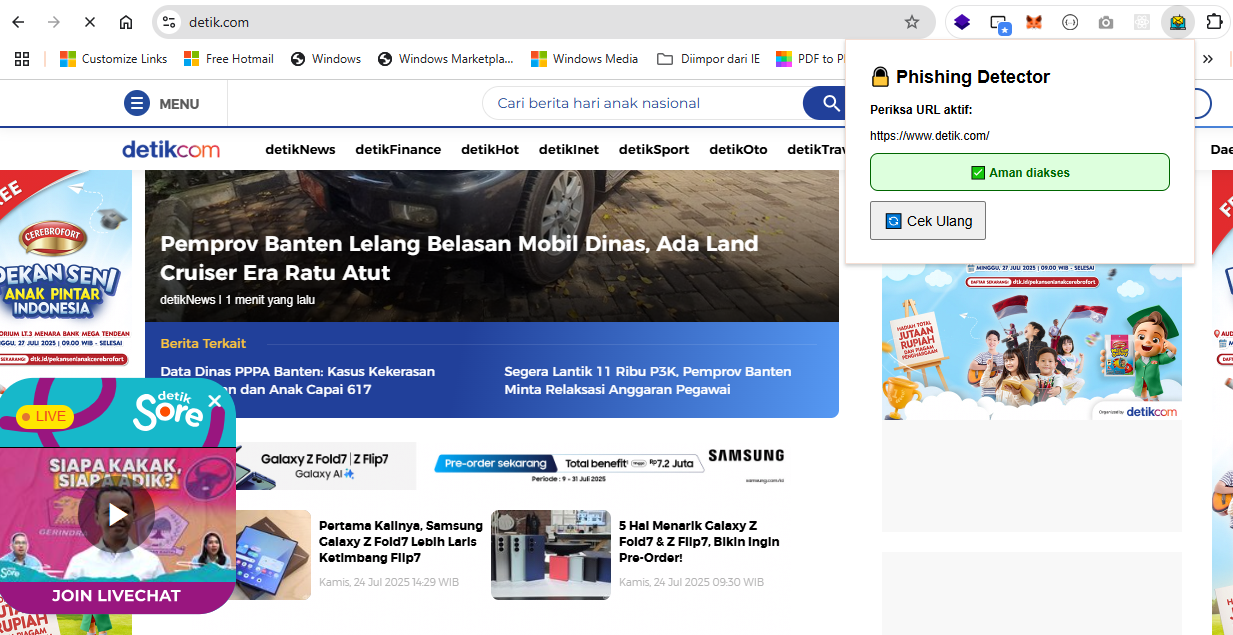 detik.com
Customize Links
Free Hotmail
Windows
Windows Marketpla...
Windows Media
Diimpor dari IE
PDF to P
»
MENU
Cari berita hari anak nasional
Phishing Detector
Periksa URL aktif:
https://www.detik.com/
Aman diakses
Cek Ulang
detikcom
detikNews
detikFinance
detikHot
detikInet
detikSport
detikOto
detikTrav
Dae
CEREBROFORT
PEKAN SENI
ANAK PINTAR
INDONESIA
ORIUM LT.3 MENARA BANK MEGA TENDEAN
GU, 27 JULI 2025 | 09.00 WIB - SELESAI
SEKARANG! dtk.id/pekansenianakcerebrofort
Pemprov Banten Lelang Belasan Mobil Dinas, Ada Land
Cruiser Era Ratu Atut
detikNews | 1 menit yang lalu
Berita Terkait
Data Dinas PPPA Banten: Kasus Kekerasan
an dan Anak Capai 617
Segera Lantik 11 Ribu P3K, Pemprov Banten
Minta Relaksasi Anggaran Pegawai
MINGGU, 27 JULI 2025 | 09.00 WIB - SELESAI
DAFTAR SEKARANG! dtk.id/pekansenianakcerebrofort
HADIAH TOTAL
JUTAAN
RUPIAH
DAN PIAGAM
PENGHARGAAN
Organized by detikcom
LIVE
detik
Sore
SIAPA KAKAK,
SIAPA ADIK?
GERINDRA
Sore
JOIN LIVECHAT
RUPIAH
Galaxy Z Fold7 | Z Flip7
Galaxy AI
Pre-order sekarang
Total benefit
Rp7.2 Juta
Periode : 9 - 31 Juli 2025
SAMSUNG
samsung.com/id
Pertama Kalinya, Samsung
Galaxy Z Fold7 Lebih Laris
Ketimbang Flip7
Kamis, 24 Jul 2025 14:29 WIB
5 Hal Menarik Galaxy Z
Fold7 & Z Flip7, Bikin Ingin
Pre-Order!
Kamis, 24 Jul 2025 09:30 WIB